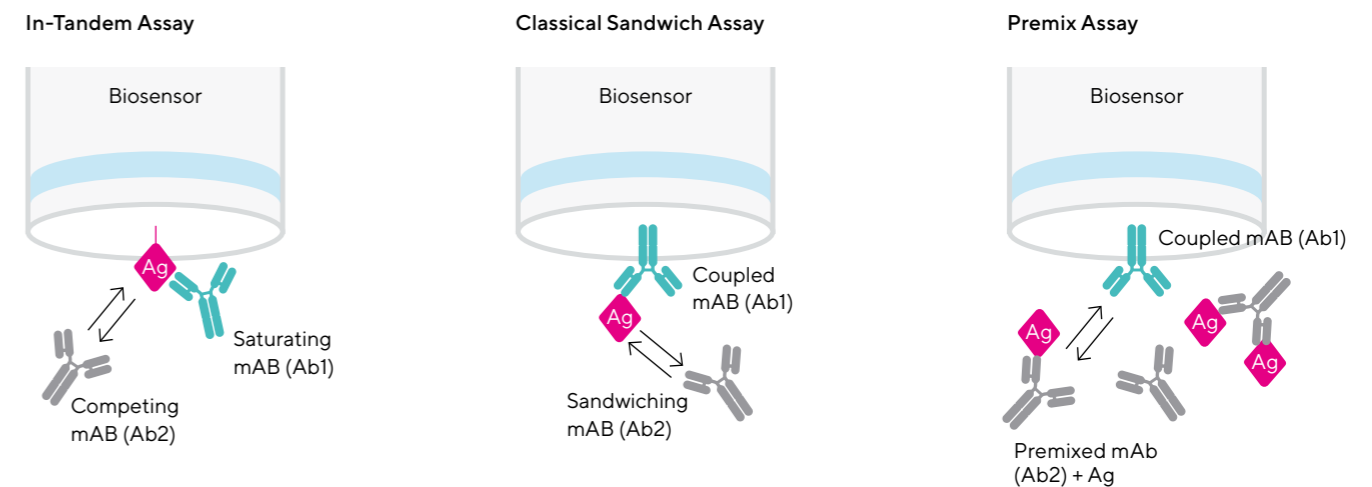 In-Tandem Assay
Biosensor
Ag
Saturating
mAB (Ab1)
Competing
mAB (Ab2)
Classical Sandwich Assay
Biosensor
Coupled
mAB (Ab1)
Ag
Sandwiching
mAB (Ab2)
Premix Assay
Biosensor
Coupled mAB (Ab1)
Ag
Ag
Ag
Premixed mAb
(Ab2) + Ag